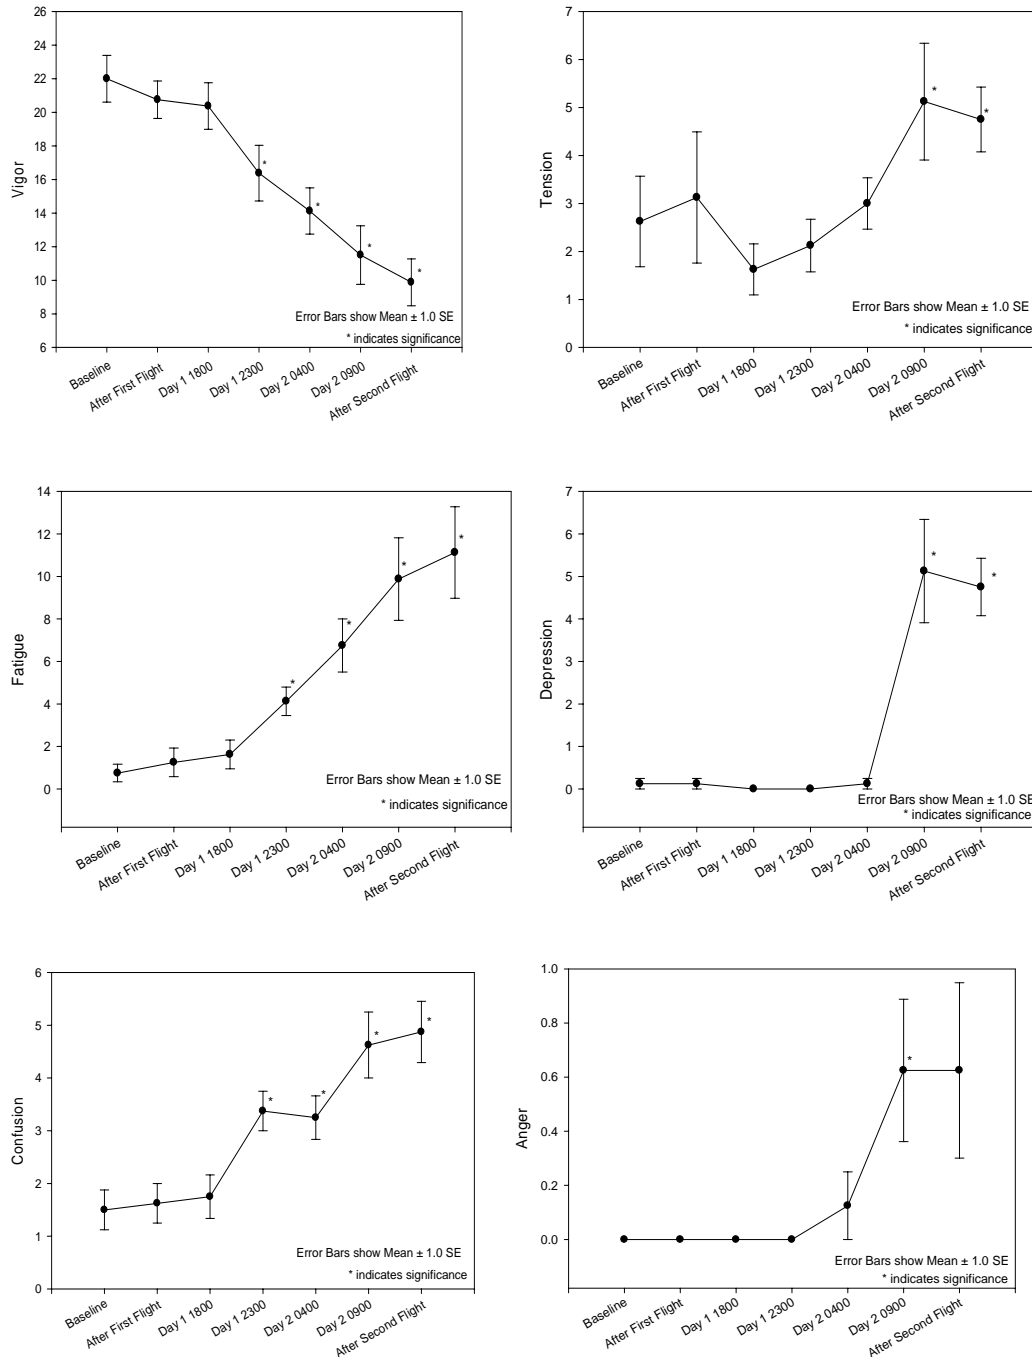 26
24
22
20
18
16
14
12
10
8
6
Vigor
*
*
*
*
Error Bars show Mean ± 1.0 SE
* indicates significance
Baseline
After First Flight
Day 1 1800
Day 1 2300
Day 2 0400
Day 2 0900
After Second Flight
7
6
5
4
3
2
1
0
Tension
*
*
Error Bars show Mean ± 1.0 SE
* indicates significance
Baseline
After First Flight
Day 1 1800
Day 1 2300
Day 2 0400
Day 2 0900
After Second Flight
14
12
10
8
6
4
2
0
Fatigue
*
*
*
*
Error Bars show Mean ± 1.0 SE
* indicates significance
Baseline
After First Flight
Day 1 1800
Day 1 2300
Day 2 0400
Day 2 0900
After Second Flight
7
6
5
4
3
2
1
0
Depression
*
*
Error Bars show Mean ± 1.0 SE
* indicates significance
Baseline
After First Flight
Day 1 1800
Day 1 2300
Day 2 0400
Day 2 0900
After Second Flight
6
5
4
3
2
1
0
Confusion
*
*
*
*
Error Bars show Mean ± 1.0 SE
* indicates significance
Baseline
After First Flight
Day 1 1800
Day 1 2300
Day 2 0400
Day 2 0900
After Second Flight
1.0
0.8
0.6
0.4
0.2
0.0
Anger
*
Error Bars show Mean ± 1.0 SE
* indicates significance
Baseline
After First Flight
Day 1 1800
Day 1 2300
Day 2 0400
Day 2 0900
After Second Flight